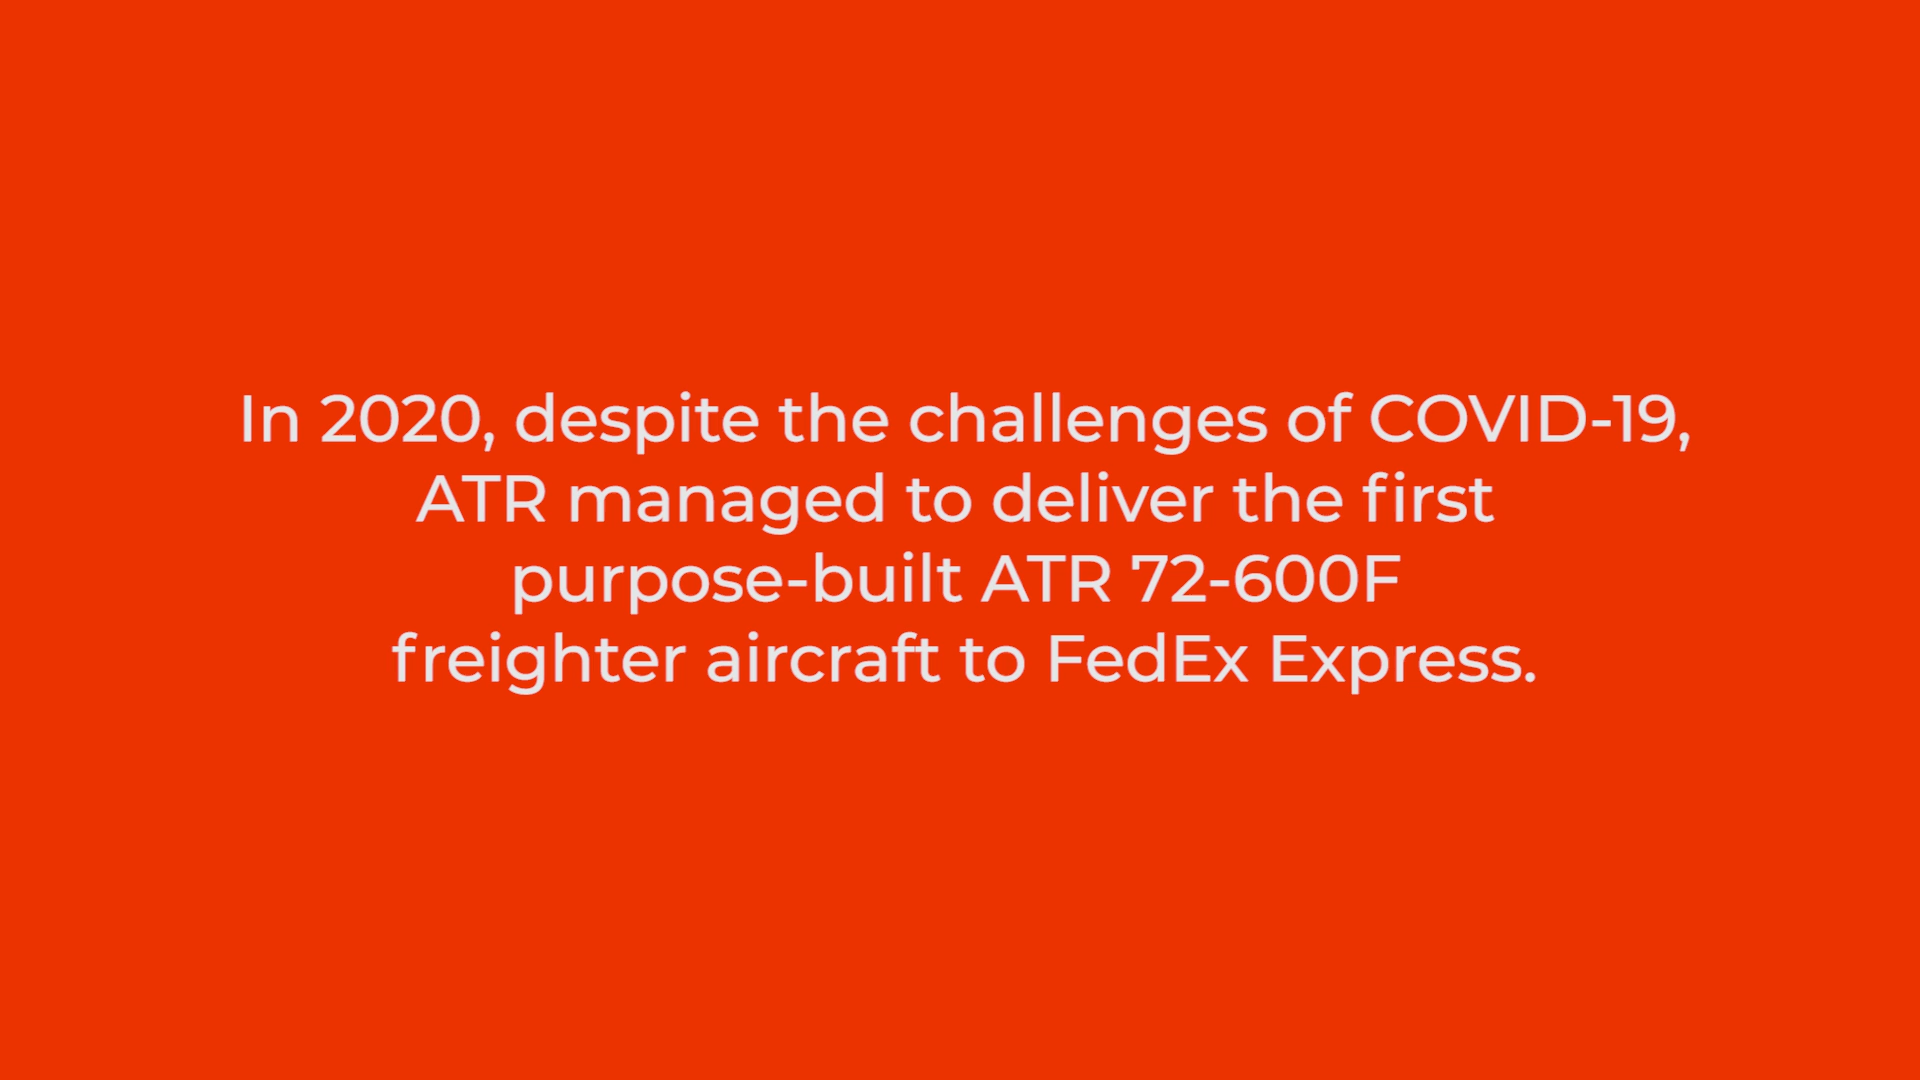 In 2020, despite the challenges of COVID-19,
ATR managed to deliver the first
purpose-built ATR 72-600F
freighter aircraft to FedEx Express.